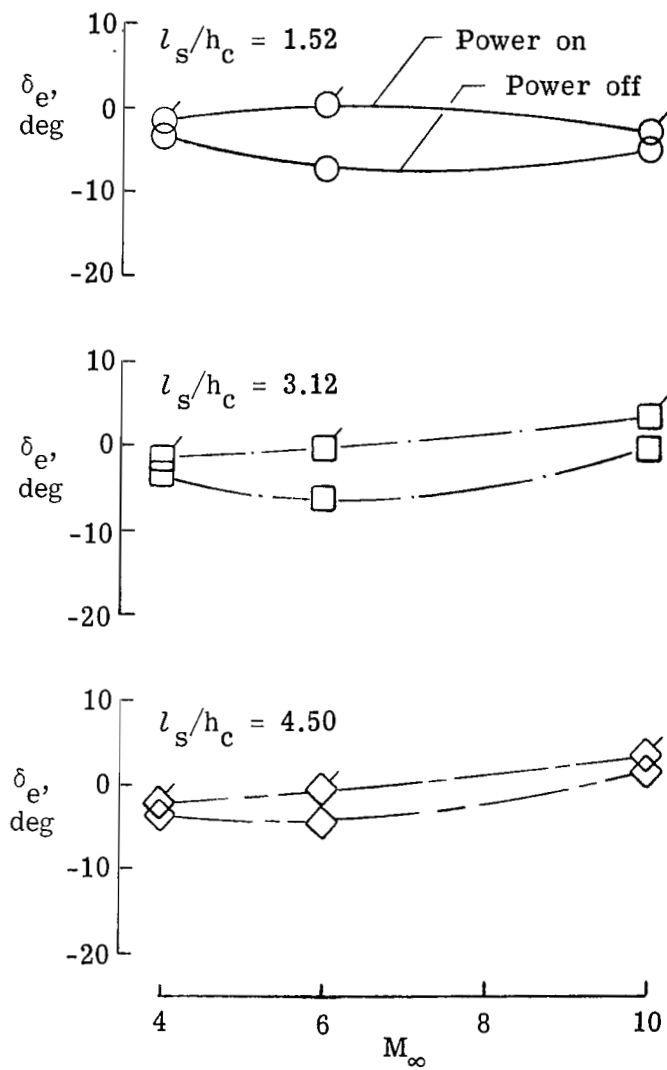 10
l_s/h_c = 1.52
Power on
δ_e,
deg
0
Power off
-10
-20
10
l_s/h_c = 3.12
δ_e,
deg
0
-10
-20
10
l_s/h_c = 4.50
δ_e,
deg
0
-10
-20
4 6 8 10
M_∞